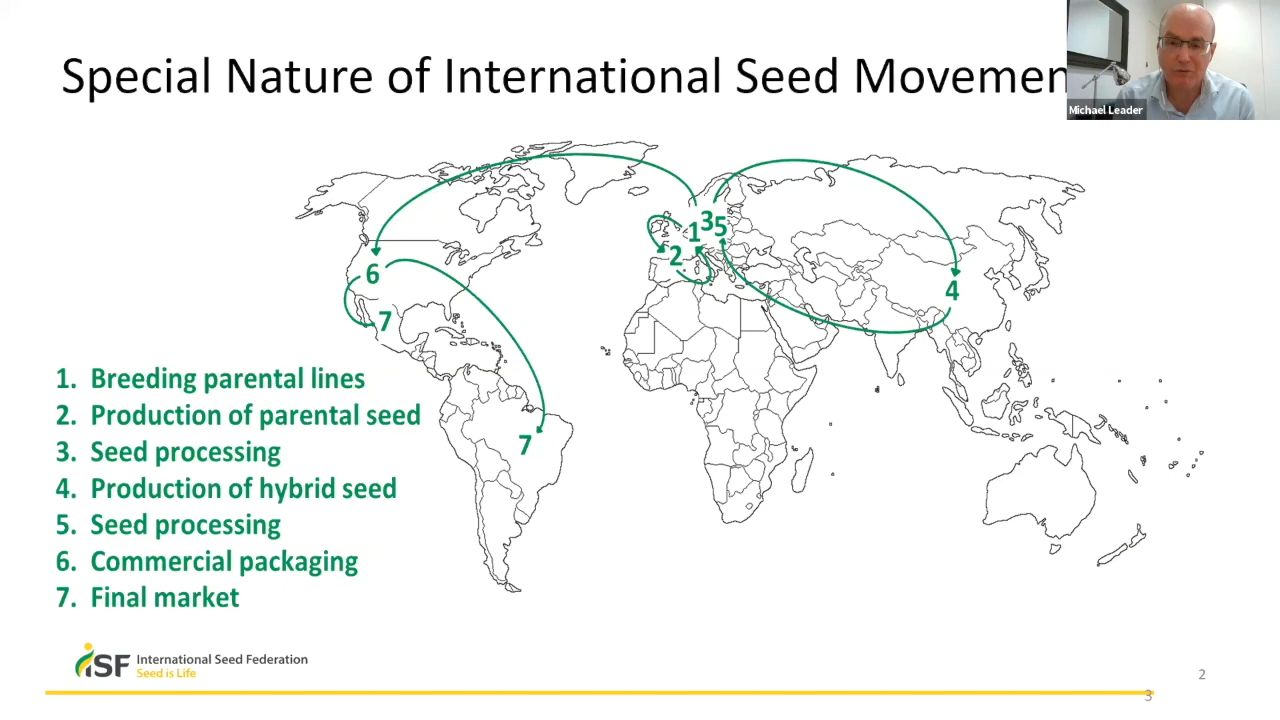 Special Nature of International Seed Movemen
Michael Leader
1
3
5
2
4
6
7
7
1. Breeding parental lines
2. Production of parental seed
3. Seed processing
4. Production of hybrid seed
5. Seed processing
6. Commercial packaging
7. Final market
iSF
International Seed Federation
Seed is Life
2
3